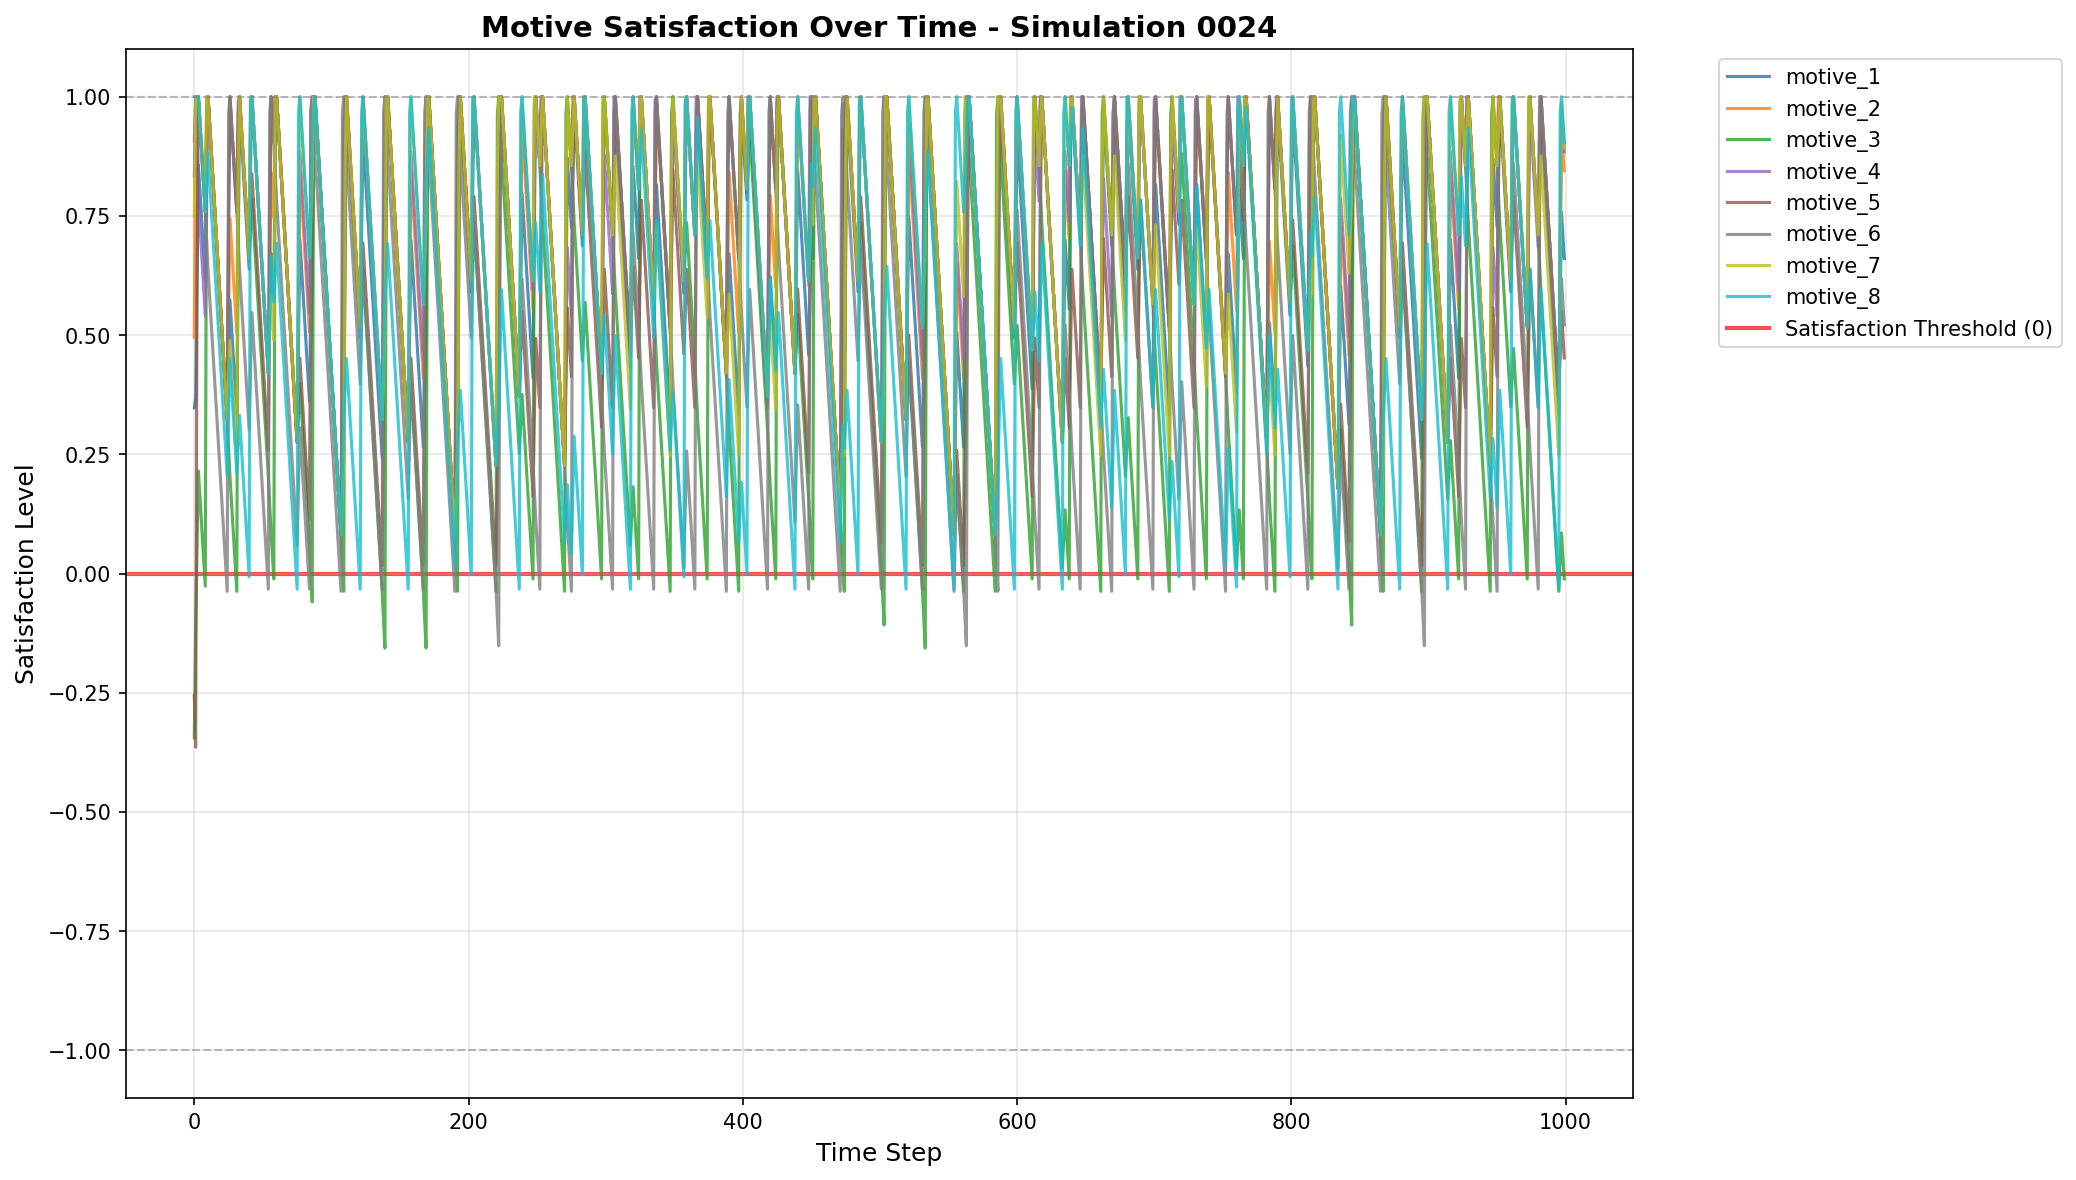 Motive Satisfaction Over Time - Simulation 0024
1.00
0.75
0.50
0.25
0.00
−0.25
−0.50
−0.75
−1.00
Satisfaction Level
0
200
400
600
800
1000
Time Step
motive_1
motive_2
motive_3
motive_4
motive_5
motive_6
motive_7
motive_8
Satisfaction Threshold (0)